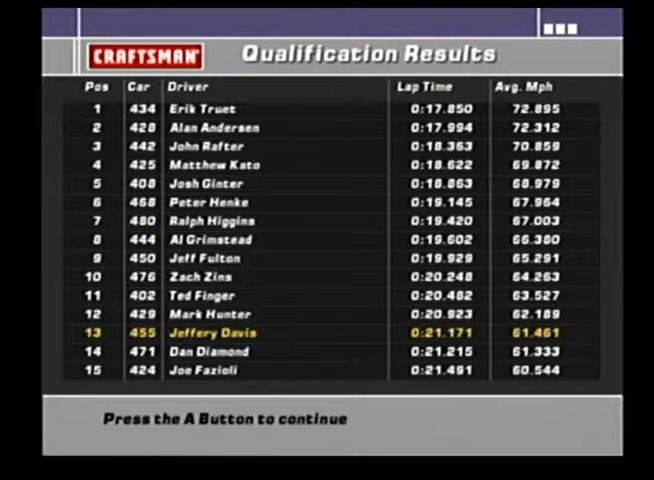 CRAFTSMAN Qualification Results
Pos Car Driver Lap Time Avg. Mph
1 434 Erik Truet 0:17.850 72.895
2 428 Alan Andersen 0:17.994 72.312
3 442 John Rafter 0:18.363 70.859
4 425 Matthew Kato 0:18.622 69.872
5 408 Josh Ginter 0:18.863 68.979
6 468 Peter Henke 0:19.145 67.964
7 480 Ralph Higgins 0:19.420 67.003
8 444 Al Grimstead 0:19.602 66.380
9 450 Jeff Fulton 0:19.929 65.291
10 476 Zach Zins 0:20.248 64.263
11 402 Ted Finger 0:20.482 63.527
12 429 Mark Hunter 0:20.923 62.189
13 455 Jeffery Davis 0:21.171 61.461
14 471 Dan Diamond 0:21.215 61.333
15 424 Joe Fazioli 0:21.491 60.544
Press the A Button to continue